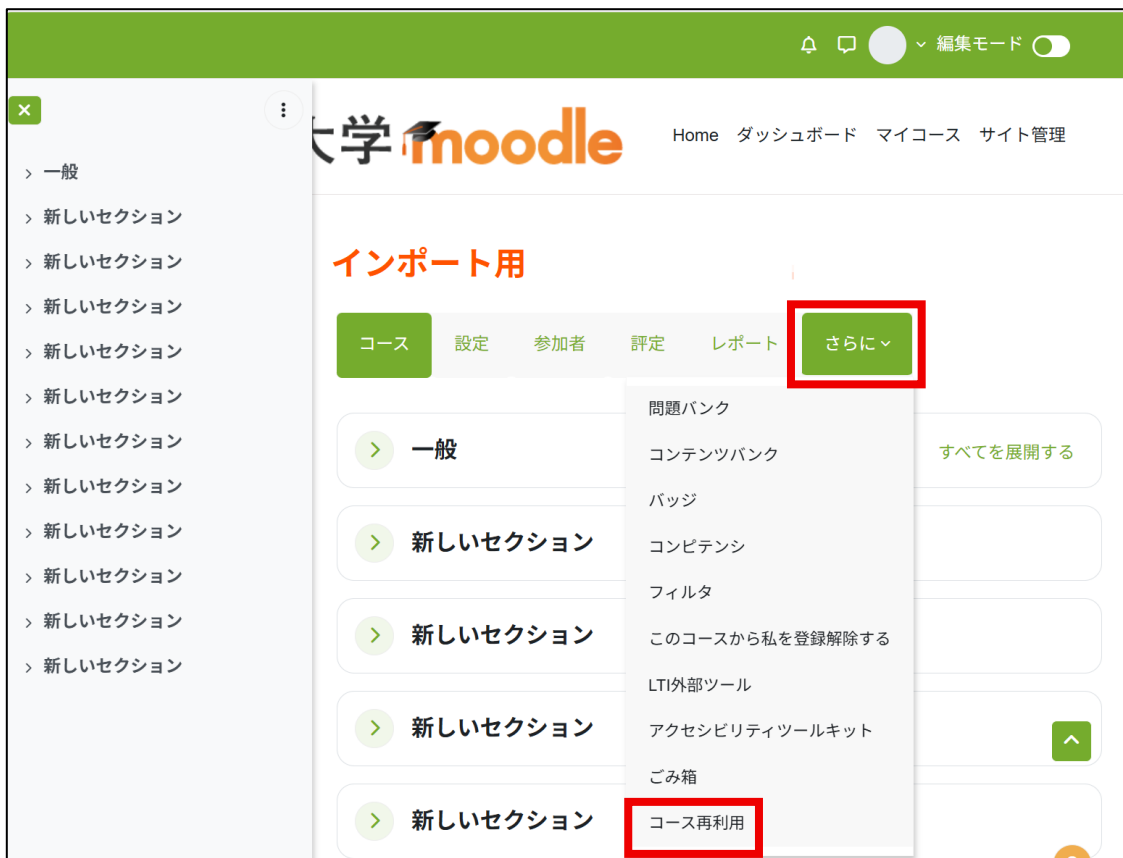 編集モード
大学 moodle
Home ダッシュボード マイコース サイト管理
一般
新しいセクション
新しいセクション
新しいセクション
新しいセクション
新しいセクション
新しいセクション
新しいセクション
新しいセクション
新しいセクション
新しいセクション
新しいセクション
インポート用
コース 設定 参加者 評定 レポート さらに
問題バンク
コンテンツバンク
バッジ
コンピテンシ
フィルタ
このコースから私を登録解除する
LTI外部ツール
アクセシビリティツールキット
ごみ箱
コース再利用
一般 すべてを展開する
新しいセクション
新しいセクション
新しいセクション
新しいセクション